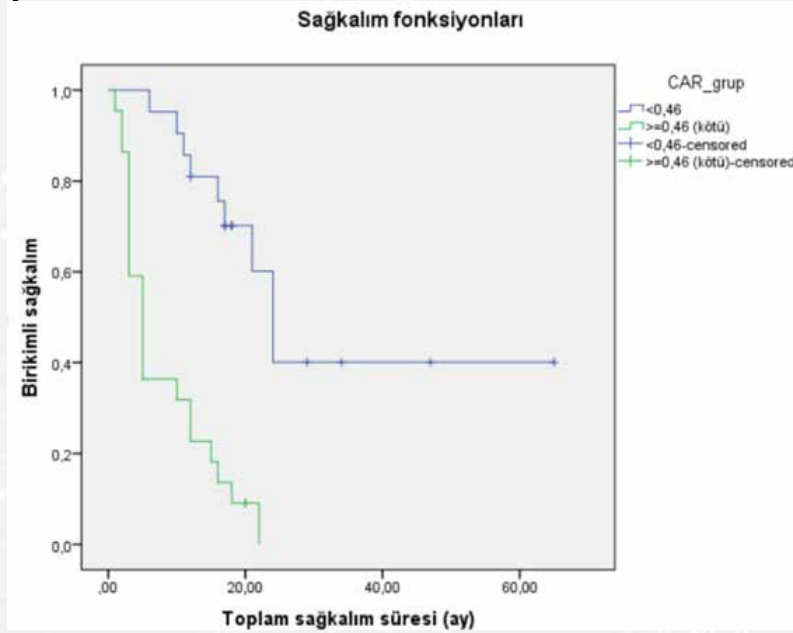 Sağkalım fonksiyonları
CAR_grup
<0,46
>=0,46 (kötü)
<0,46-censored
>=0,46 (kötü)-censored
Birikimli sağkalım
1,0
0,8
0,6
0,4
0,2
0,0
,00 20,00 40,00 60,00
Toplam sağkalım süresi (ay)